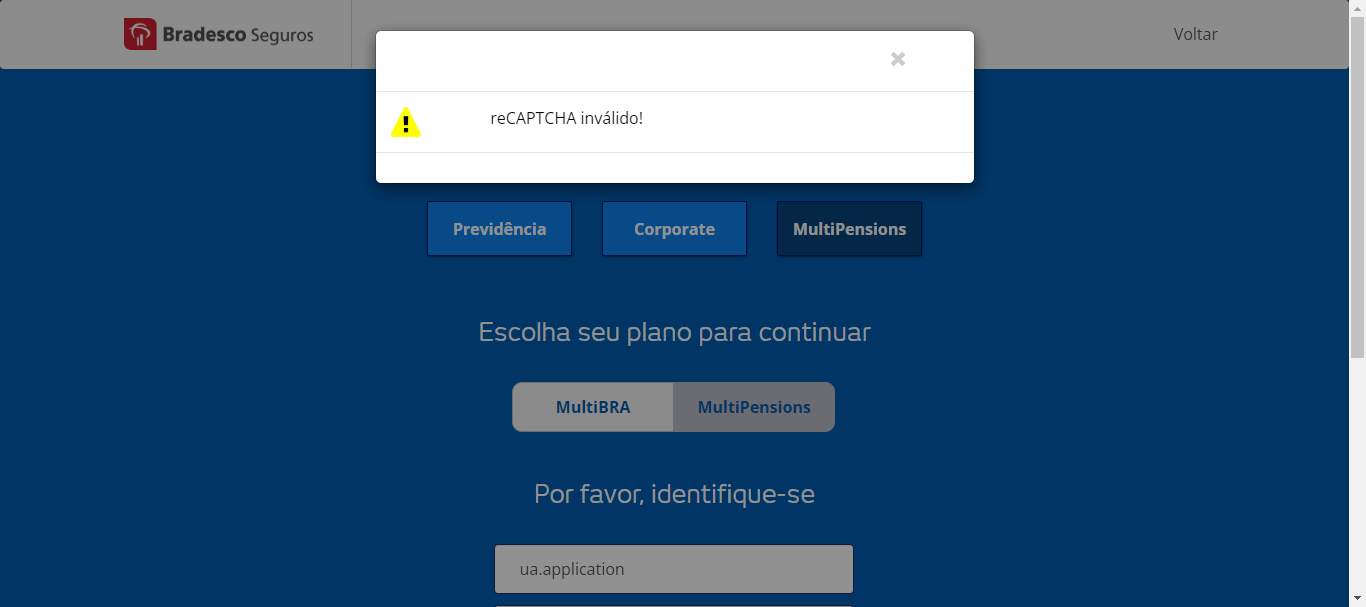 Bradesco Seguros
Voltar
reCAPTCHA inválido!
Previdência
Corporate
MultiPensions
Escolha seu plano para continuar
MultiBRA
MultiPensions
Por favor, identifique-se
ua.application